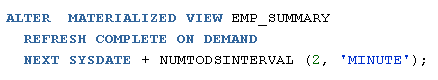 ALTER  MATERIALIZED VIEW EMP_SUMMARY
  REFRESH COMPLETE ON DEMAND
  NEXT SYSDATE + NUMTODSINTERVAL (2, 'MINUTE');